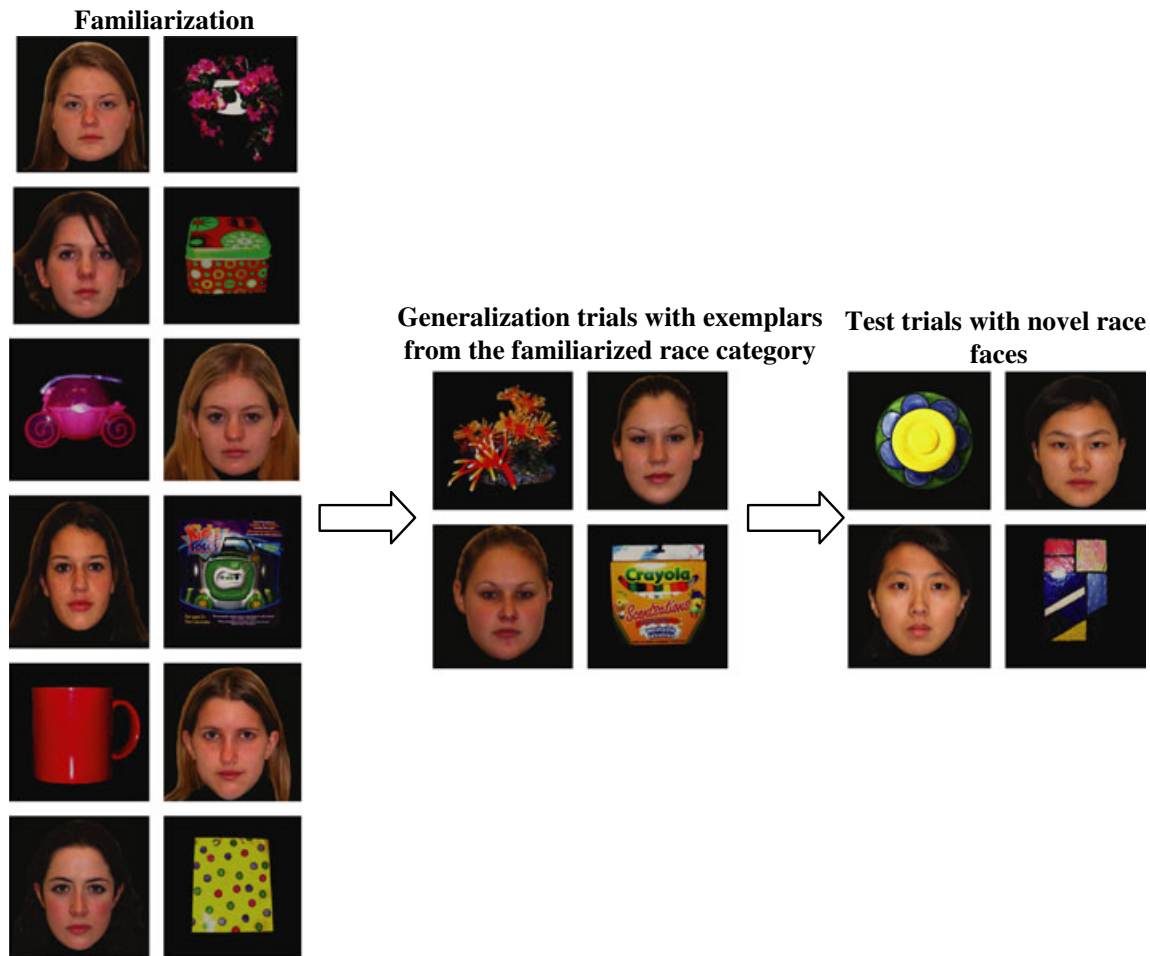 Familiarization
Generalization trials with exemplars
from the familiarized race category
Test trials with novel race
faces
Crayola